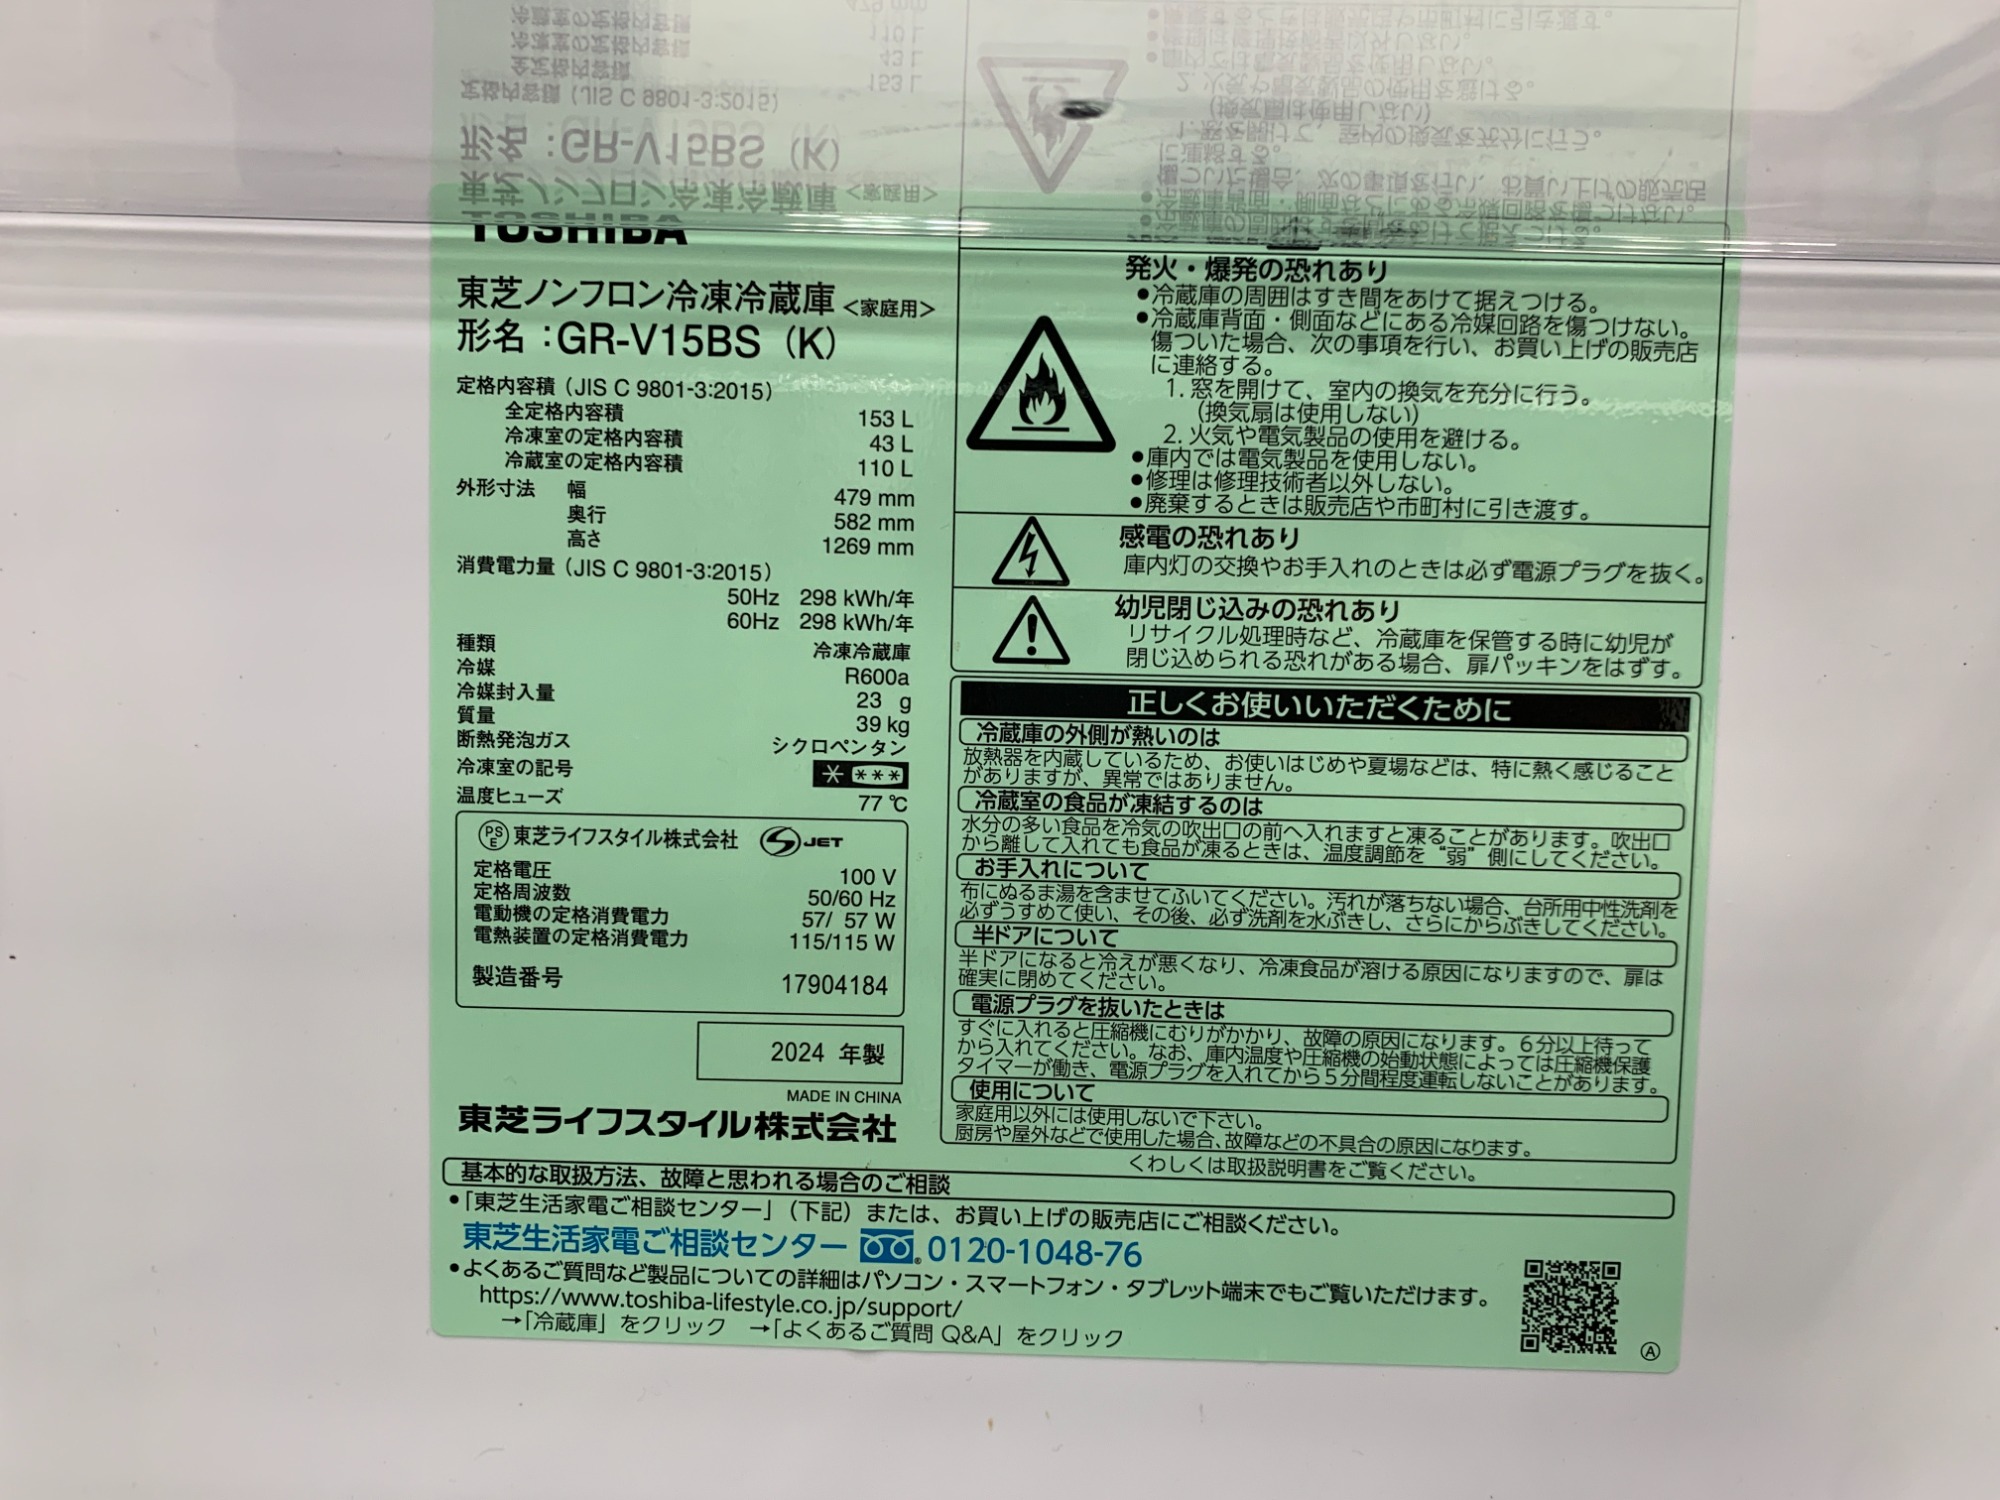 TOSHIBA
東芝ノンフロン冷凍冷蔵庫 <家庭用>
形名：GR-V15BS (K)
定格内容積 (JIS C 9801-3:2015)
全定格内容積 153 L
冷凍室の定格内容積 43 L
冷蔵室の定格内容積 110 L
外形寸法 幅 479 mm
奥行 582 mm
高さ 1269 mm
消費電力量 (JIS C 9801-3:2015)
50Hz 298 kWh/年
60Hz 298 kWh/年
種類 冷凍冷蔵庫
冷媒 R600a
冷媒封入量 23 g
質量 39 kg
断熱発泡ガス シクロペンタン
冷凍室の記号 * ***
温度ヒューズ 77 ℃
PSE 東芝ライフスタイル株式会社 S JET
定格電圧 100 V
定格周波数 50/60 Hz
電動機の定格消費電力 57/ 57 W
電熱装置の定格消費電力 115/115 W
製造番号 17904184
2024 年製
MADE IN CHINA
東芝ライフスタイル株式会社
発火・爆発の恐れあり
●冷蔵庫の周囲はすき間をあけて据えつける。
●冷蔵庫背面・側面などにある冷媒回路を傷つけない。
傷ついた場合、次の事項を行い、お買い上げの販売店
に連絡する。
1. 窓を開けて、室内の換気を充分に行う。
（換気扇は使用しない）
2. 火気や電気製品の使用を避ける。
●庫内では電気製品を使用しない。
●修理は修理技術者以外しない。
●廃棄するときは販売店や市町村に引き渡す。
感電の恐れあり
庫内灯の交換やお手入れのときは必ず電源プラグを抜く。
幼児閉じ込みの恐れあり
リサイクル処理時など、冷蔵庫を保管する時に幼児が
閉じ込められる恐れがある場合、扉パッキンをはずす。
正しくお使いいただくために
冷蔵庫の外側が熱いのは
放熱器を内蔵しているため、お使いはじめや夏場などは、特に熱く感じること
がありますが、異常ではありません。
冷蔵室の食品が凍結するのは
水分の多い食品を冷気の吹出口の前へ入れますと凍ることがあります。吹出口
から離して入れても食品が凍るときは、温度調節を“弱”側にしてください。
お手入れについて
布にぬるま湯を含ませてふいてください。汚れが落ちない場合、台所用中性洗剤を
必ずうすめて使い、その後、必ず洗剤を水ぶきし、さらにからぶきしてください。
半ドアについて
半ドアになると冷えが悪くなり、冷凍食品が溶ける原因になりますので、扉は
確実に閉めてください。
電源プラグを抜いたときは
すぐに入れると圧縮機にむりがかかり、故障の原因になります。6分以上待って
から入れてください。なお、庫内温度や圧縮機の始動状態によっては圧縮機保護
タイマーが働き、電源プラグを入れてから5分間程度運転しないことがあります。
使用について
家庭用以外には使用しないで下さい。
厨房や屋外などで使用した場合、故障などの不具合の原因になります。
くわしくは取扱説明書をご覧ください。
基本的な取扱方法、故障と思われる場合のご相談
●「東芝生活家電ご相談センター」（下記）または、お買い上げの販売店にご相談ください。
東芝生活家電ご相談センター 0120-1048-76
●よくあるご質問など製品についての詳細はパソコン・スマートフォン・タブレット端末でもご覧いただけます。
https://www.toshiba-lifestyle.co.jp/support/
→「冷蔵庫」をクリック →「よくあるご質問 Q&A」をクリック
Ⓐ